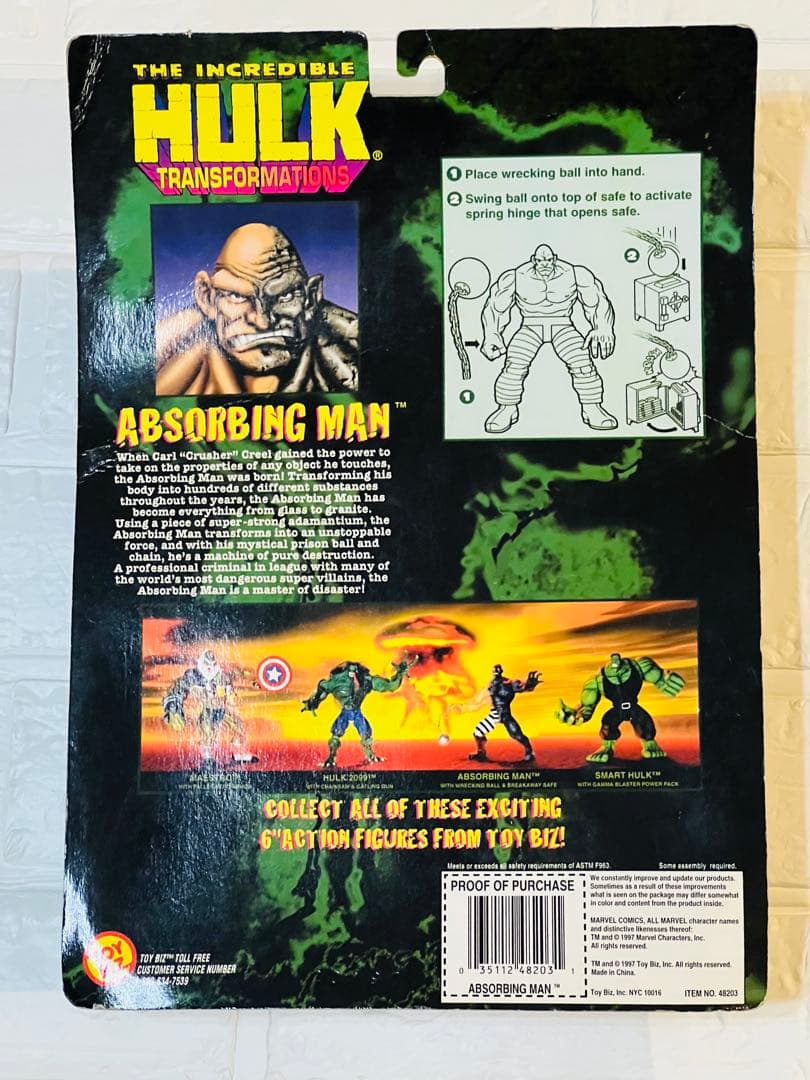 THE INCREDIBLE
HULK®
TRANSFORMATIONS
1 Place wrecking ball into hand.
2 Swing ball onto top of safe to activate
spring hinge that opens safe.
2
1
ABSORBING MAN™
When Carl "Crusher" Creel gained the power to
take on the properties of any object he touches,
the Absorbing Man was born! Transforming his
body into hundreds of different substances
throughout the years, the Absorbing Man has
become everything from glass to granite.
Using a piece of super-strong adamantium, the
Absorbing Man transforms into an unstoppable
force, and with his mystical prison ball and
chain, he's a machine of pure destruction.
A professional criminal in league with many of
the world's most dangerous super villains, the
Absorbing Man is a master of disaster!
MAESTRO™
HULK 2099™
WITH CHAINSAW & GATLING GUN
ABSORBING MAN™
WITH WRECKING BALL & BREAKAWAY SAFE
SMART HULK™
WITH GAMMA BLASTER POWER PACK
COLLECT ALL OF THESE EXCITING
6" ACTION FIGURES FROM TOY BIZ!
Meets or exceeds all safety requirements of ASTM F963.
Some assembly required.
PROOF OF PURCHASE
0 35112 48203 1
ABSORBING MAN™
We constantly improve and update our products.
Sometimes as a result of these improvements
what is seen on the package may differ somewhat
in color and content from the product inside.
MARVEL COMICS, ALL MARVEL character names
and distinctive likenesses thereof:
TM and © 1997 Marvel Characters, Inc.
All rights reserved.
TM and © 1997 Toy Biz, Inc. All rights reserved.
Made in China.
Toy Biz, Inc. NYC 10016
ITEM NO. 48203
TOY
TOY BIZ™ TOLL FREE
CUSTOMER SERVICE NUMBER
634-7539